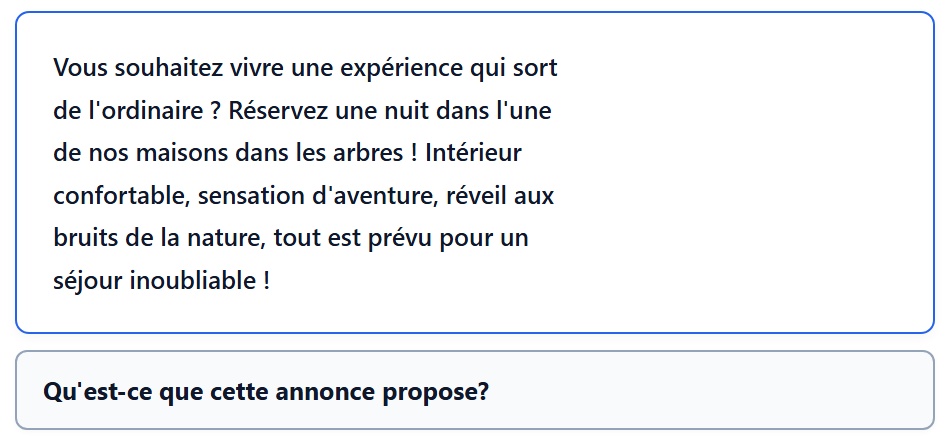 Vous souhaitez vivre une expérience qui sort
de l'ordinaire ? Réservez une nuit dans l'une
de nos maisons dans les arbres ! Intérieur
confortable, sensation d'aventure, réveil aux
bruits de la nature, tout est prévu pour un
séjour inoubliable !
Qu'est-ce que cette annonce propose?